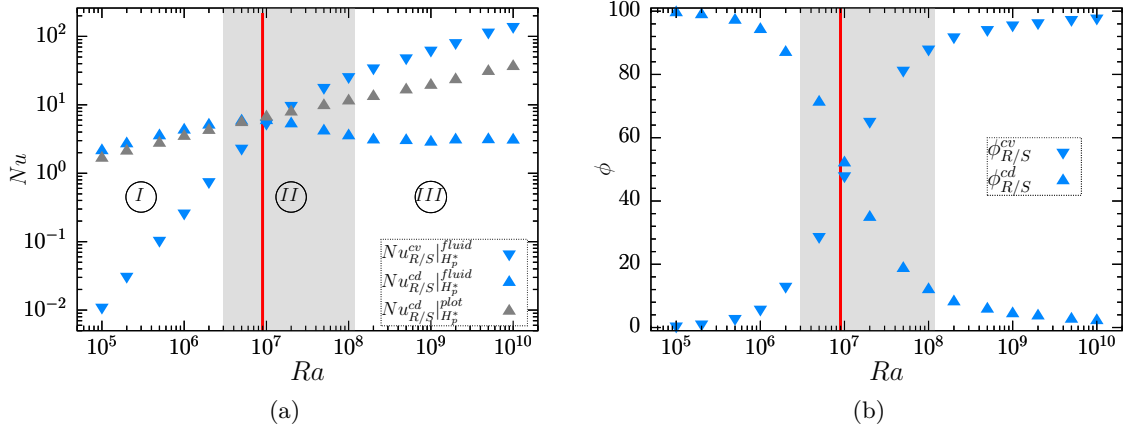 Nu
10^2
10^1
10^0
10^{-1}
10^{-2}
I
II
III
Nu^{cv}_{R/S}|^{fluid}_{H_p^*}
Nu^{cd}_{R/S}|^{fluid}_{H_p^*}
Nu^{cd}_{R/S}|^{plot}_{H_p^*}
10^5 10^6 10^7 10^8 10^9 10^{10}
Ra
(a)
ϕ
100
80
60
40
20
0
ϕ^{cv}_{R/S}
ϕ^{cd}_{R/S}
10^5 10^6 10^7 10^8 10^9 10^{10}
Ra
(b)